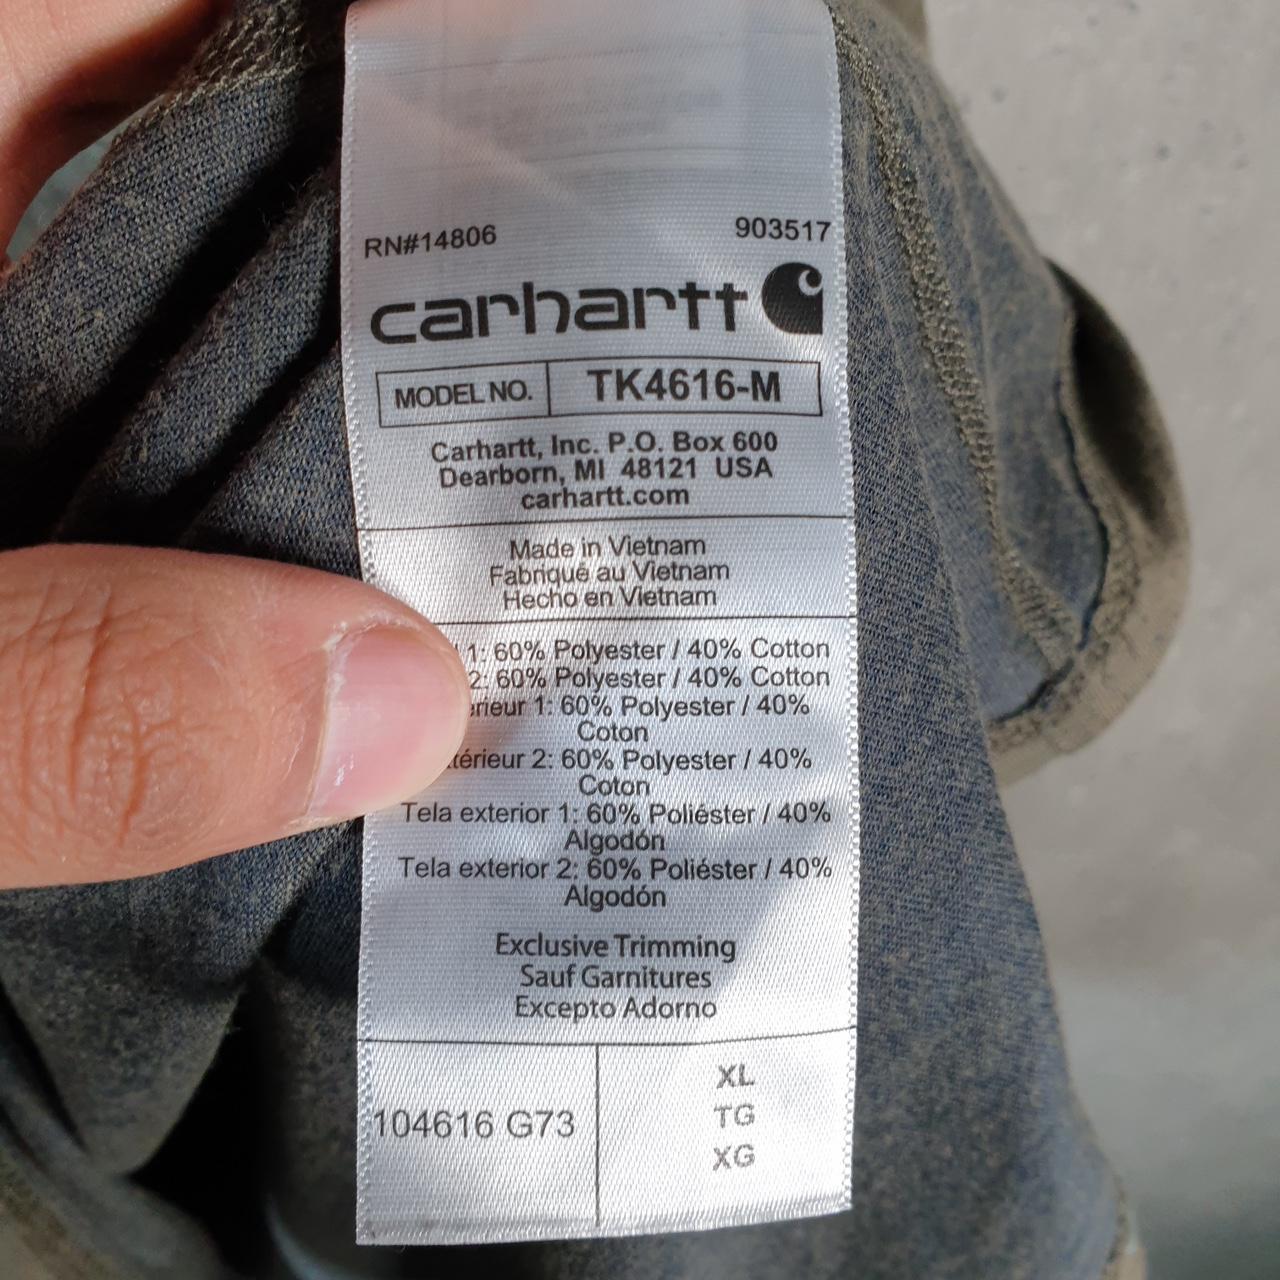 RN#14806 903517
carhartt
MODEL NO. TK4616-M
Carhartt, Inc. P.O. Box 600
Dearborn, MI 48121 USA
carhartt.com
Made in Vietnam
Fabriqué au Vietnam
Hecho en Vietnam
1: 60% Polyester / 40% Cotton
2: 60% Polyester / 40% Cotton
1: 60% Polyester / 40%
Coton
2: 60% Polyester / 40%
Coton
Tela exterior 1: 60% Poliéster / 40%
Algodón
Tela exterior 2: 60% Poliéster / 40%
Algodón
Exclusive Trimming
Sauf Garnitures
Excepto Adorno
104616 G73
XL
TG
XG